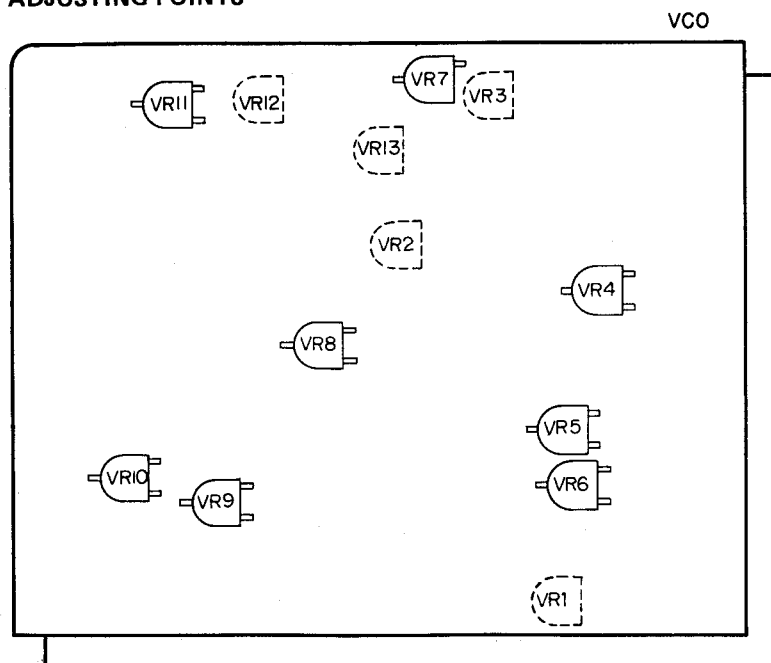 ADJUSTING POINTS
VCO
VR7
VR11
VR12
VR3
VR13
VR2
VR4
VR8
VR5
VR10
VR6
VR9
VR1